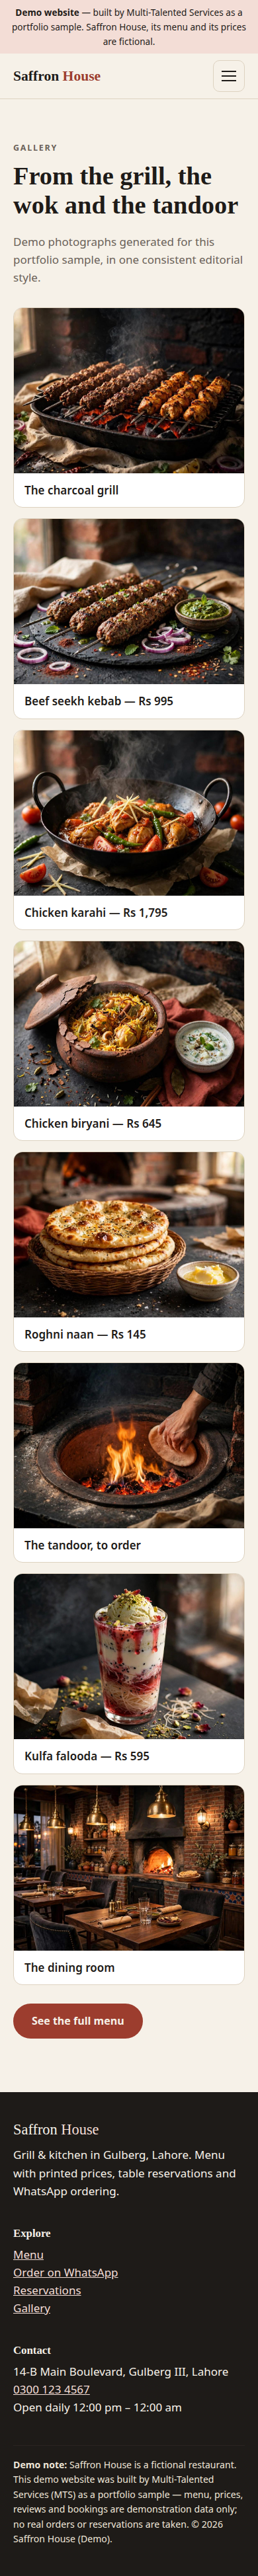 Demo website — built by Multi-Talented Services as a
portfolio sample. Saffron House, its menu and its prices
are fictional.
Saffron House
GALLERY
From the grill, the
wok and the tandoor
Demo photographs generated for this
portfolio sample, in one consistent editorial
style.
The charcoal grill
Beef seekh kebab — Rs 995
Chicken karahi — Rs 1,795
Chicken biryani — Rs 645
Roghni naan — Rs 145
The tandoor, to order
Kulfa falooda — Rs 595
The dining room
See the full menu
Saffron House
Grill & kitchen in Gulberg, Lahore. Menu
with printed prices, table reservations and
WhatsApp ordering.
Explore
Menu
Order on WhatsApp
Reservations
Gallery
Contact
14-B Main Boulevard, Gulberg III, Lahore
0300 123 4567
Open daily 12:00 pm – 12:00 am
Demo note: Saffron House is a fictional restaurant.
This demo website was built by Multi-Talented
Services (MTS) as a portfolio sample — menu, prices,
reviews and bookings are demonstration data only;
no real orders or reservations are taken. © 2026
Saffron House (Demo).